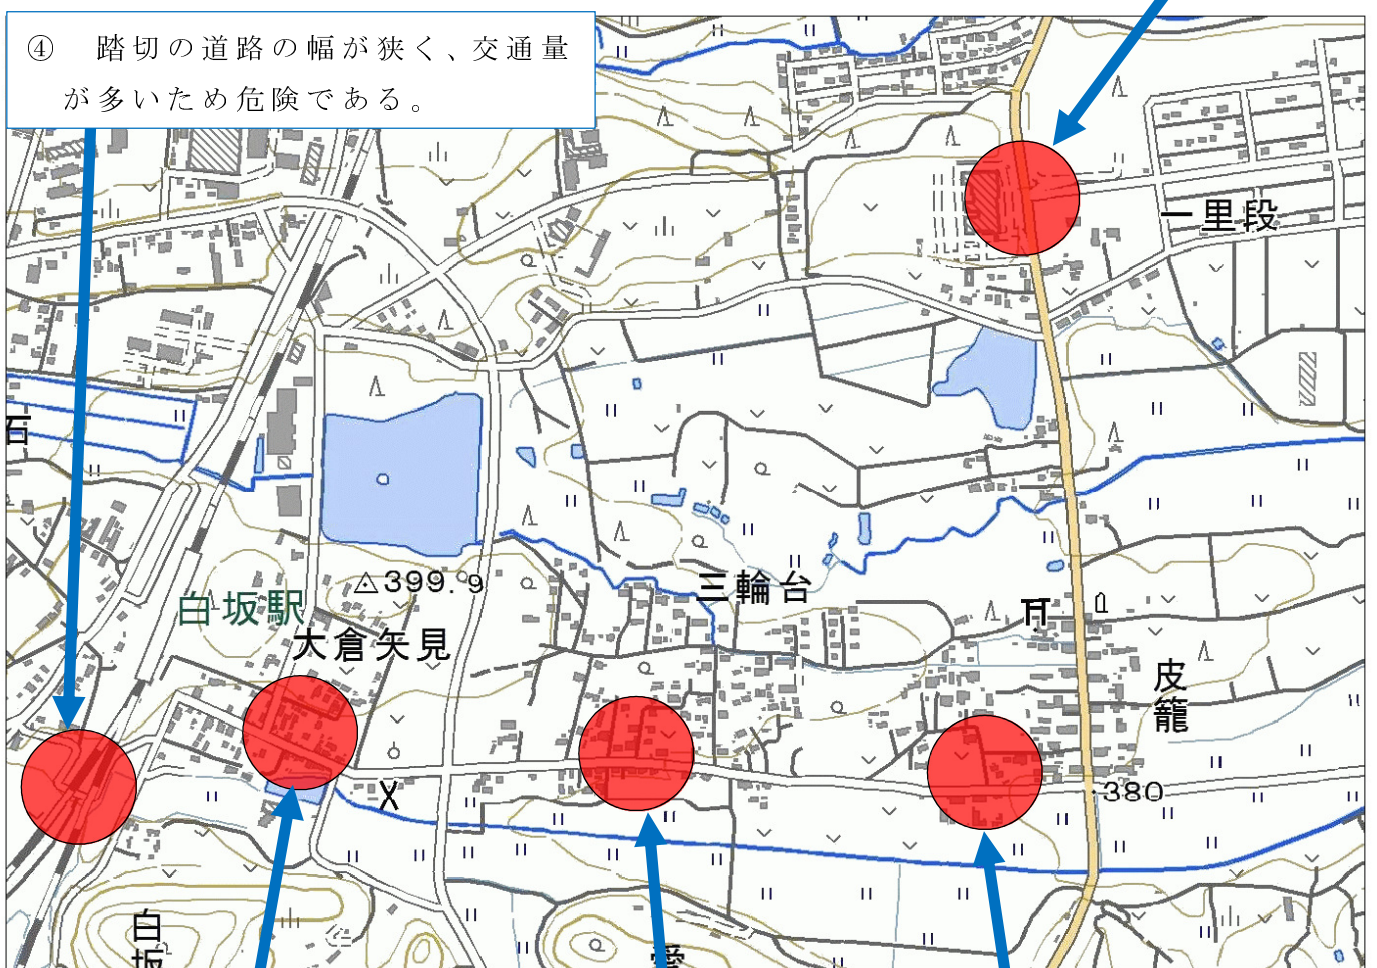 ④　踏切の道路の幅が狭く、交通量
が多いため危険である。
一里段
石
399.9
三輪台
白坂駅
大倉矢見
皮籠
380
白坂